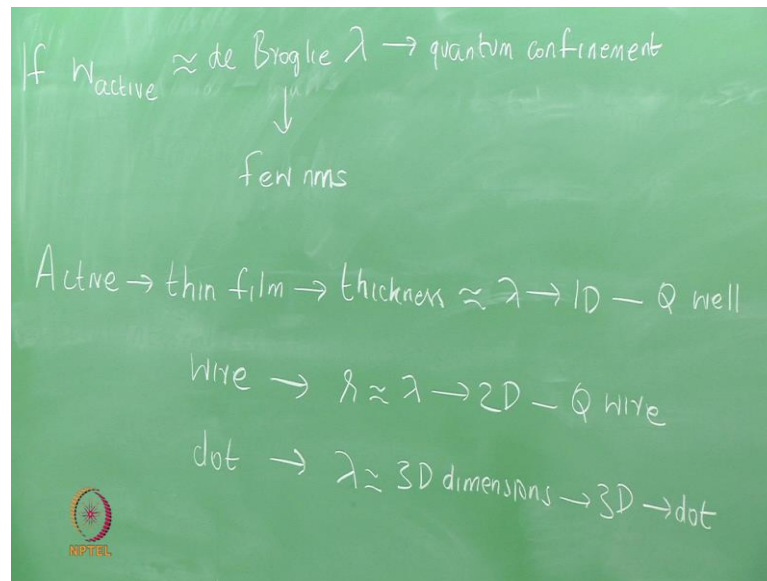 If Wactive ≈ de Broglie λ → quantum confinement
↓
few nms
Active → thin film → thickness ≈ λ → 1D — Q well
Wire → r ≈ λ → 2D — Q wire
dot → λ ≈ 3D dimensions → 3D → dot
NPTEL